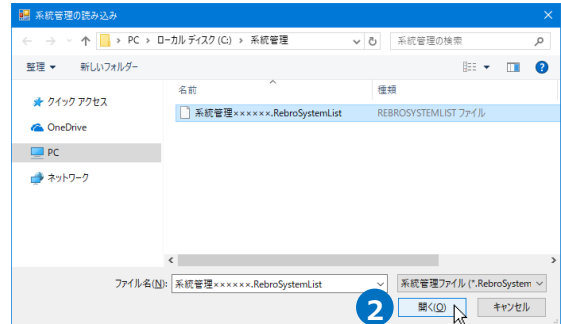 系統管理の読み込み
PC › ローカル ディスク (C:) › 系統管理
系統管理の検索
整理 新しいフォルダー
名前 種類
クイック アクセス
系統管理××××××.RebroSystemList REBROSYSTEMLIST ファイル
OneDrive
PC
ネットワーク
ファイル名(N): 系統管理××××××.RebroSystemList 系統管理ファイル (*.RebroSystem
2 開く(O) キャンセル